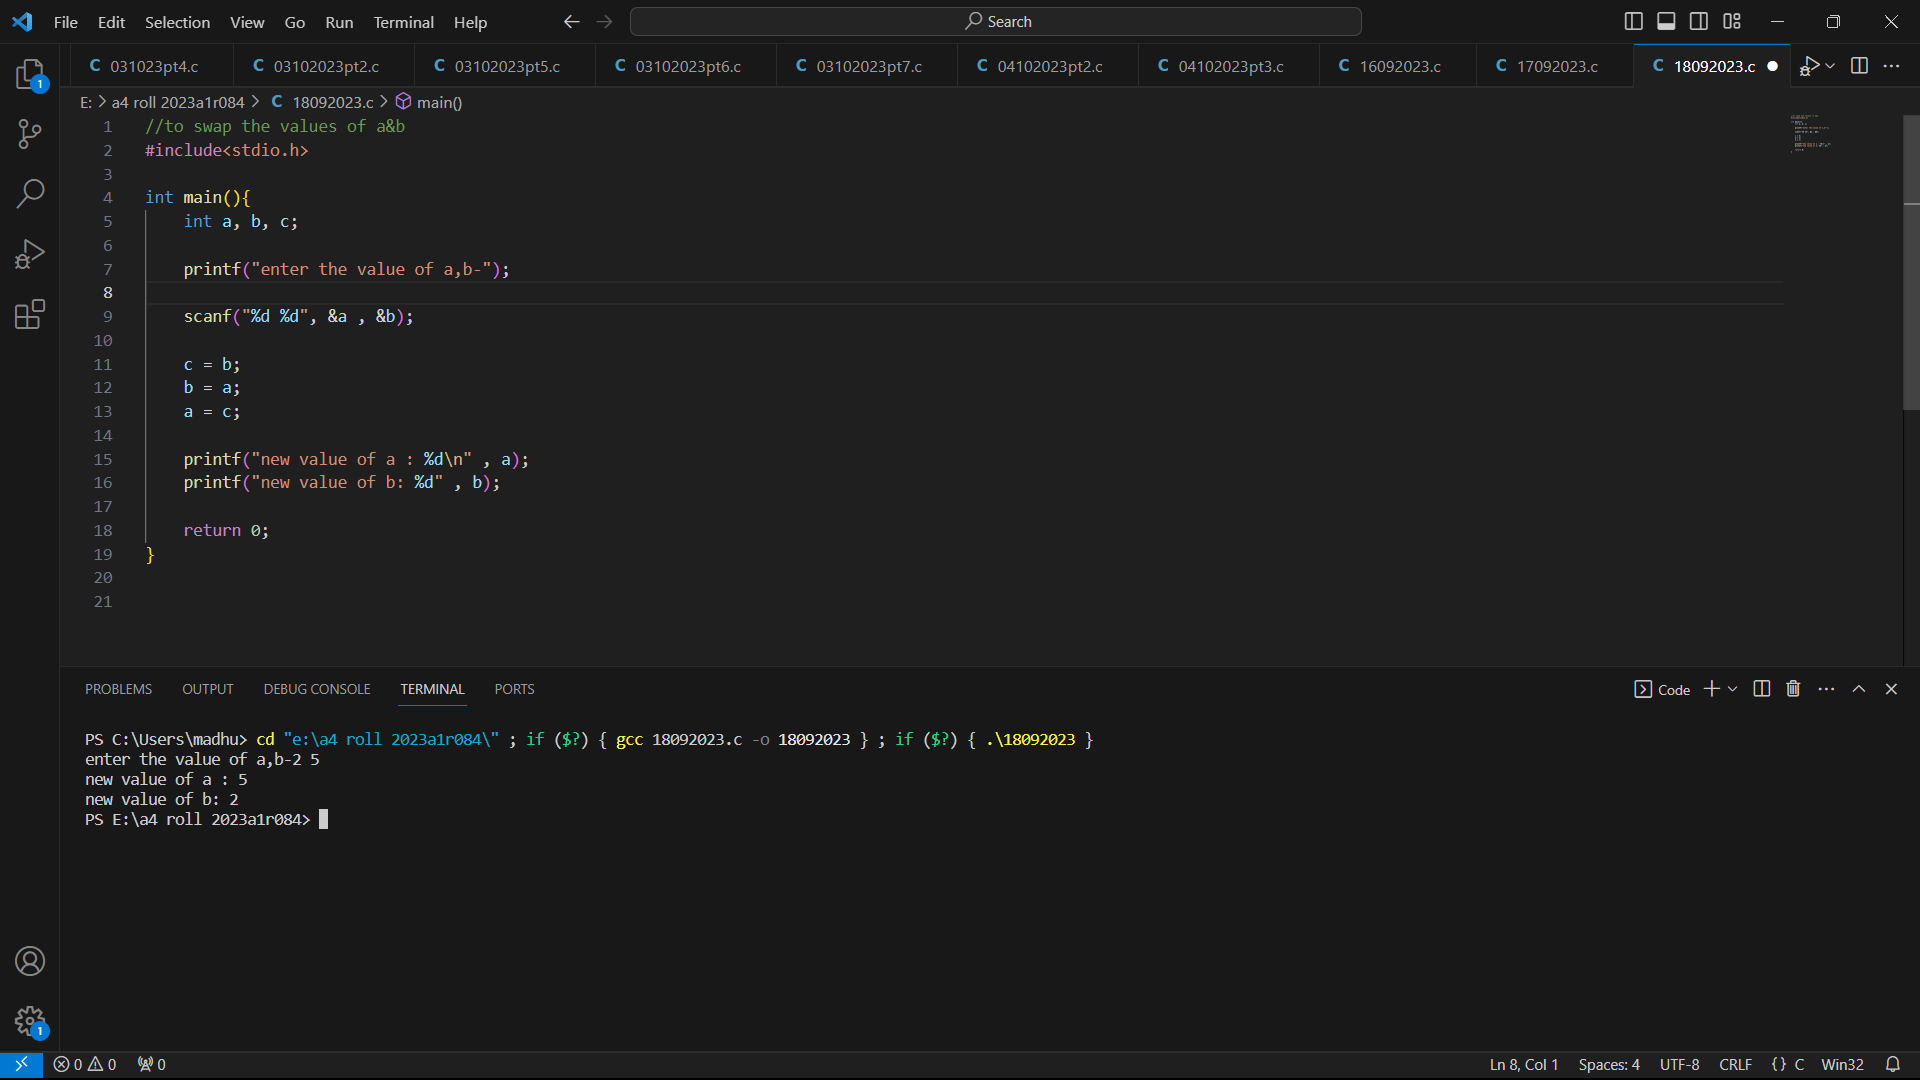 File Edit Selection View Go Run Terminal Help Search
C 031023pt4.c C 03102023pt2.c C 03102023pt5.c C 03102023pt6.c C 03102023pt7.c C 04102023pt2.c C 04102023pt3.c C 16092023.c C 17092023.c C 18092023.c
E: > a4 roll 2023a1r084 > C 18092023.c > main()
1 //to swap the values of a&b
2 #include<stdio.h>
3
4 int main(){
5 int a, b, c;
6
7 printf("enter the value of a,b-");
8
9 scanf("%d %d", &a , &b);
10
11 c = b;
12 b = a;
13 a = c;
14
15 printf("new value of a : %d\n" , a);
16 printf("new value of b: %d" , b);
17
18 return 0;
19 }
20
21
PROBLEMS OUTPUT DEBUG CONSOLE TERMINAL PORTS Code
PS C:\Users\madhu> cd "e:\a4 roll 2023a1r084\" ; if ($?) { gcc 18092023.c -o 18092023 } ; if ($?) { .\18092023 }
enter the value of a,b-2 5
new value of a : 5
new value of b: 2
PS E:\a4 roll 2023a1r084>
1
1
0 0 0 Ln 8, Col 1 Spaces: 4 UTF-8 CRLF {} C Win32